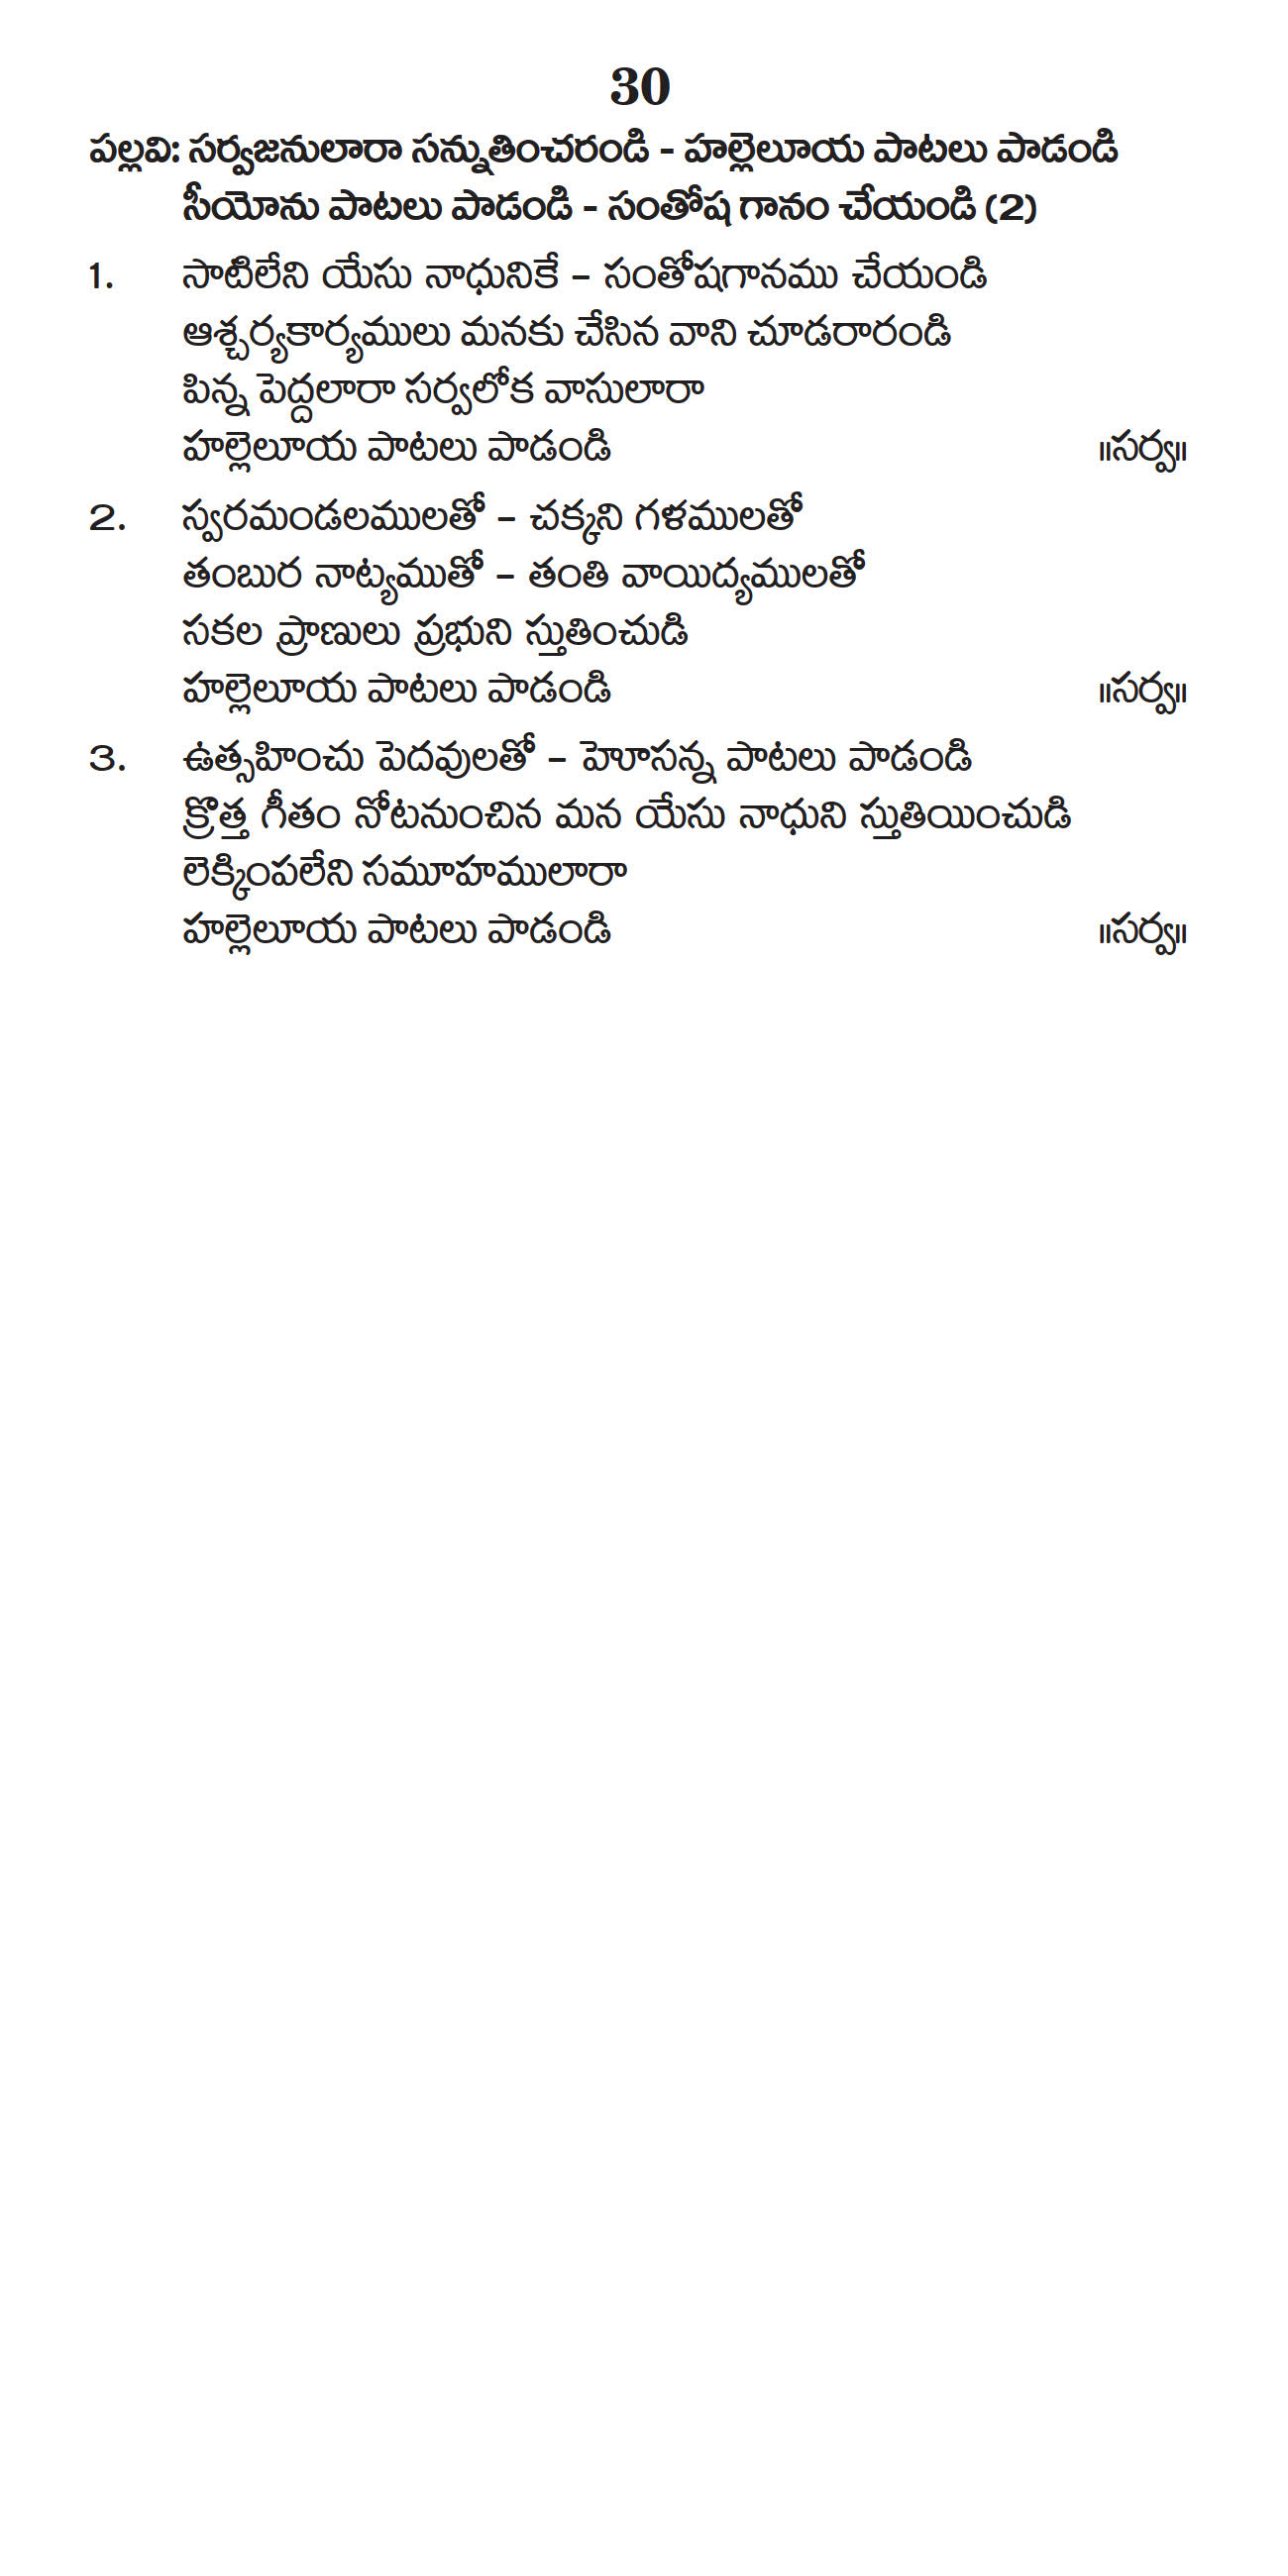 30
పల్లవి: సర్వజనులారా సన్నుతించరండి - హల్లెలూయ పాటలు పాడండి
సీయోను పాటలు పాడండి - సంతోష గానం చేయండి (2)
1. సాటిలేని యేసు నాధునికే – సంతోషగానము చేయండి
ఆశ్చర్యకార్యములు మనకు చేసిన వాని చూడరారండి
పిన్న పెద్దలారా సర్వలోక వాసులారా
హల్లెలూయ పాటలు పాడండి ॥సర్వ॥
2. స్వరమండలములతో – చక్కని గళములతో
తంబుర నాట్యముతో – తంతి వాయిద్యములతో
సకల ప్రాణులు ప్రభుని స్తుతించుడి
హల్లెలూయ పాటలు పాడండి ॥సర్వ॥
3. ఉత్సహించు పెదవులతో – హెూసన్న పాటలు పాడండి
క్రొత్త గీతం నోటనుంచిన మన యేసు నాధుని స్తుతియించుడి
లెక్కింపలేని సమూహములారా
హల్లెలూయ పాటలు పాడండి ॥సర్వ॥